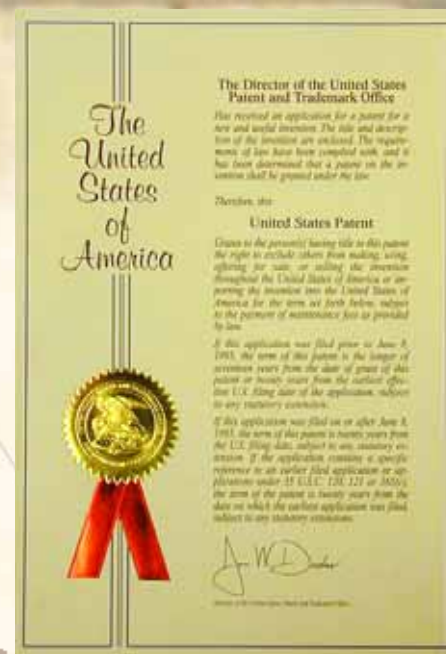 The
United
States
of
America
The Director of the United States
Patent and Trademark Office
Has received an application for a patent for a
new and useful invention. The title and descrip-
tion of the invention are enclosed. The require-
ments of law have been complied with, and it
has been determined that a patent on the in-
vention shall be granted under the law.
Therefore, this
United States Patent
Grants to the person(s) having title to this patent
the right to exclude others from making, using,
offering for sale, or selling the invention
throughout the United States of America or im-
porting the invention into the United States of
America for the term set forth below, subject
to the payment of maintenance fees as provided
by law.
If this application was filed prior to June 8,
1995, the term of this patent is the longer of
seventeen years from the date of grant of this
patent or twenty years from the earliest effec-
tive U.S. filing date of the application, subject
to any statutory extension.
If this application was filed on or after June 8,
1995, the term of this patent is twenty years from
the U.S. filing date, subject to any statutory ex-
tension. If the application contains a specific
reference to an earlier filed application or ap-
plications under 35 U.S.C. 120, 121 or 365(c),
the term of the patent is twenty years from the
date on which the earliest application was filed,
subject to any statutory extensions.